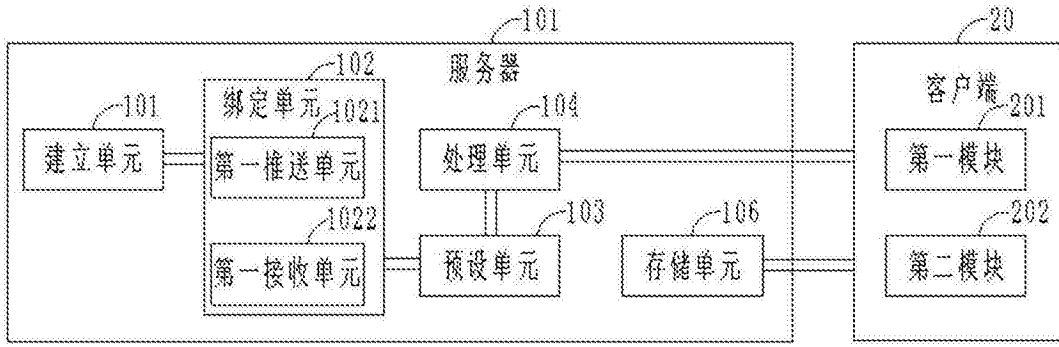 101
服务器
101
建立单元
102
绑定单元
1021
第一推送单元
1022
第一接收单元
104
处理单元
103
预设单元
106
存储单元
20
客户端
201
第一模块
202
第二模块